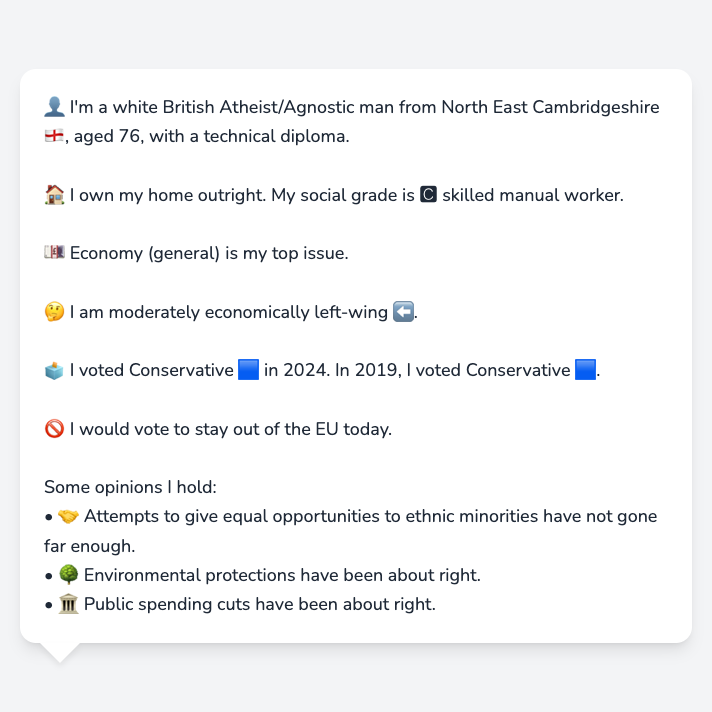 👤 I'm a white British Atheist/Agnostic man from North East Cambridgeshire
🏴󠁧󠁢󠁥󠁮󠁧󠁿, aged 76, with a technical diploma.
🏠 I own my home outright. My social grade is 🅲 skilled manual worker.
💷 Economy (general) is my top issue.
🤔 I am moderately economically left-wing ⬅️.
🗳️ I voted Conservative 🟦 in 2024. In 2019, I voted Conservative 🟦.
🚫 I would vote to stay out of the EU today.
Some opinions I hold:
• 🤝 Attempts to give equal opportunities to ethnic minorities have not gone
far enough.
• 🌳 Environmental protections have been about right.
• 🏛️ Public spending cuts have been about right.